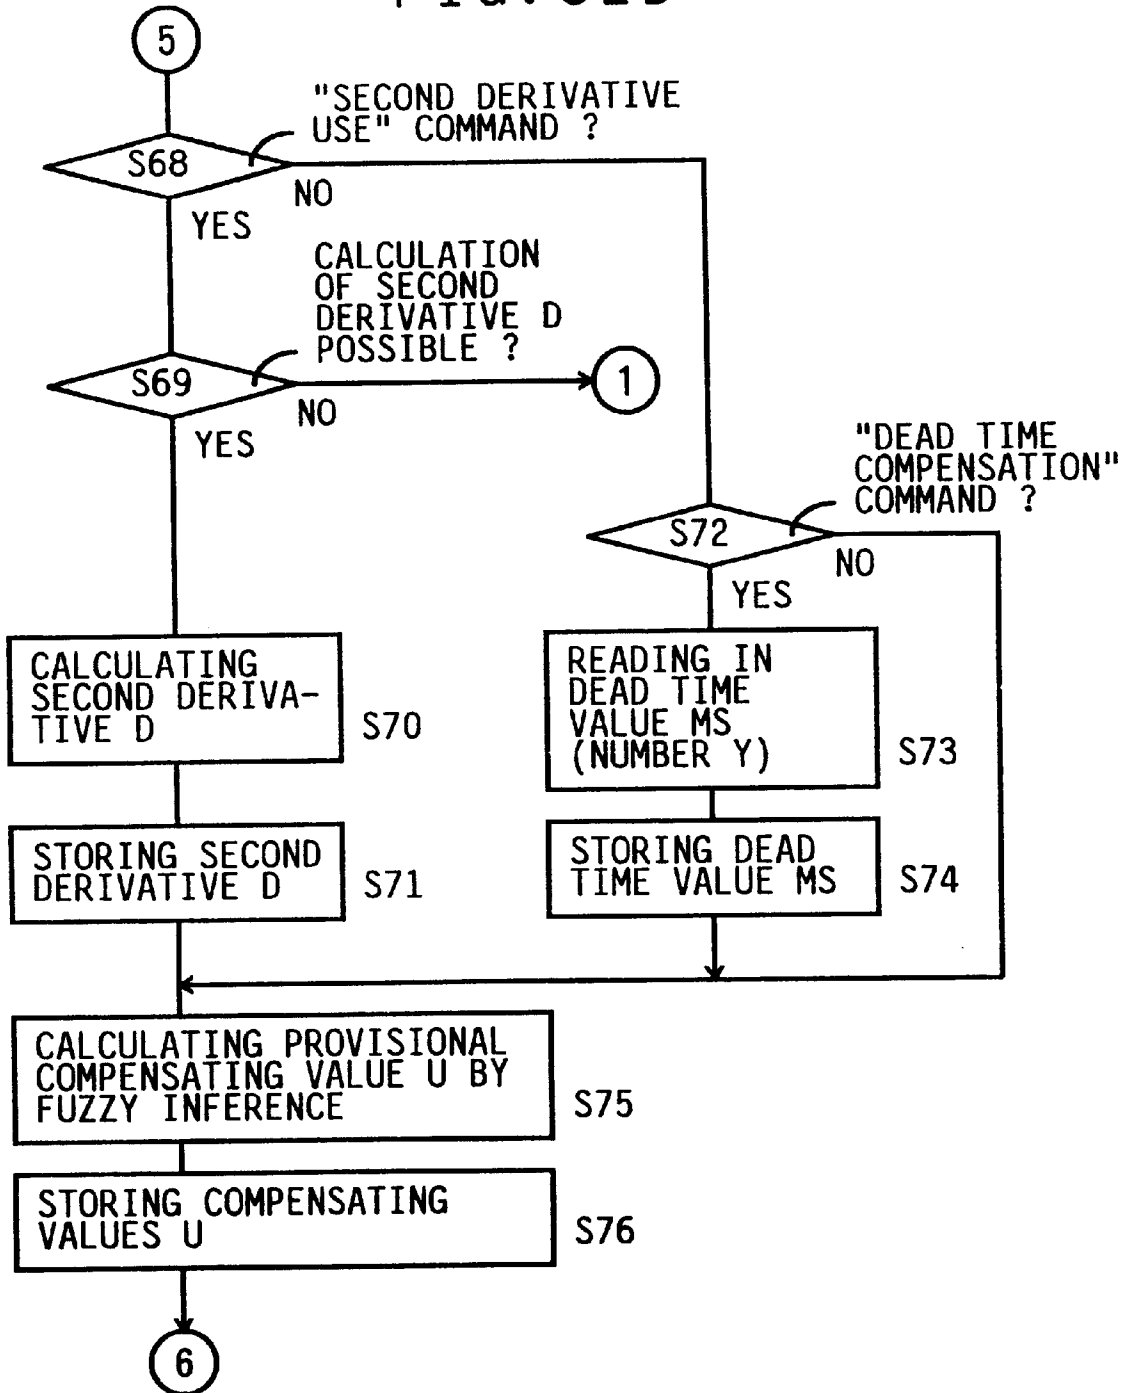 5
"SECOND DERIVATIVE
USE" COMMAND ?
S68
NO
YES
CALCULATION
OF SECOND
DERIVATIVE D
POSSIBLE ?
S69
NO
YES
1
"DEAD TIME
COMPENSATION"
COMMAND ?
S72
NO
YES
CALCULATING
SECOND DERIVA-
TIVE D
S70
READING IN
DEAD TIME
VALUE MS
(NUMBER Y)
S73
STORING SECOND
DERIVATIVE D
S71
STORING DEAD
TIME VALUE MS
S74
CALCULATING PROVISIONAL
COMPENSATING VALUE U BY
FUZZY INFERENCE
S75
STORING COMPENSATING
VALUES U
S76
6